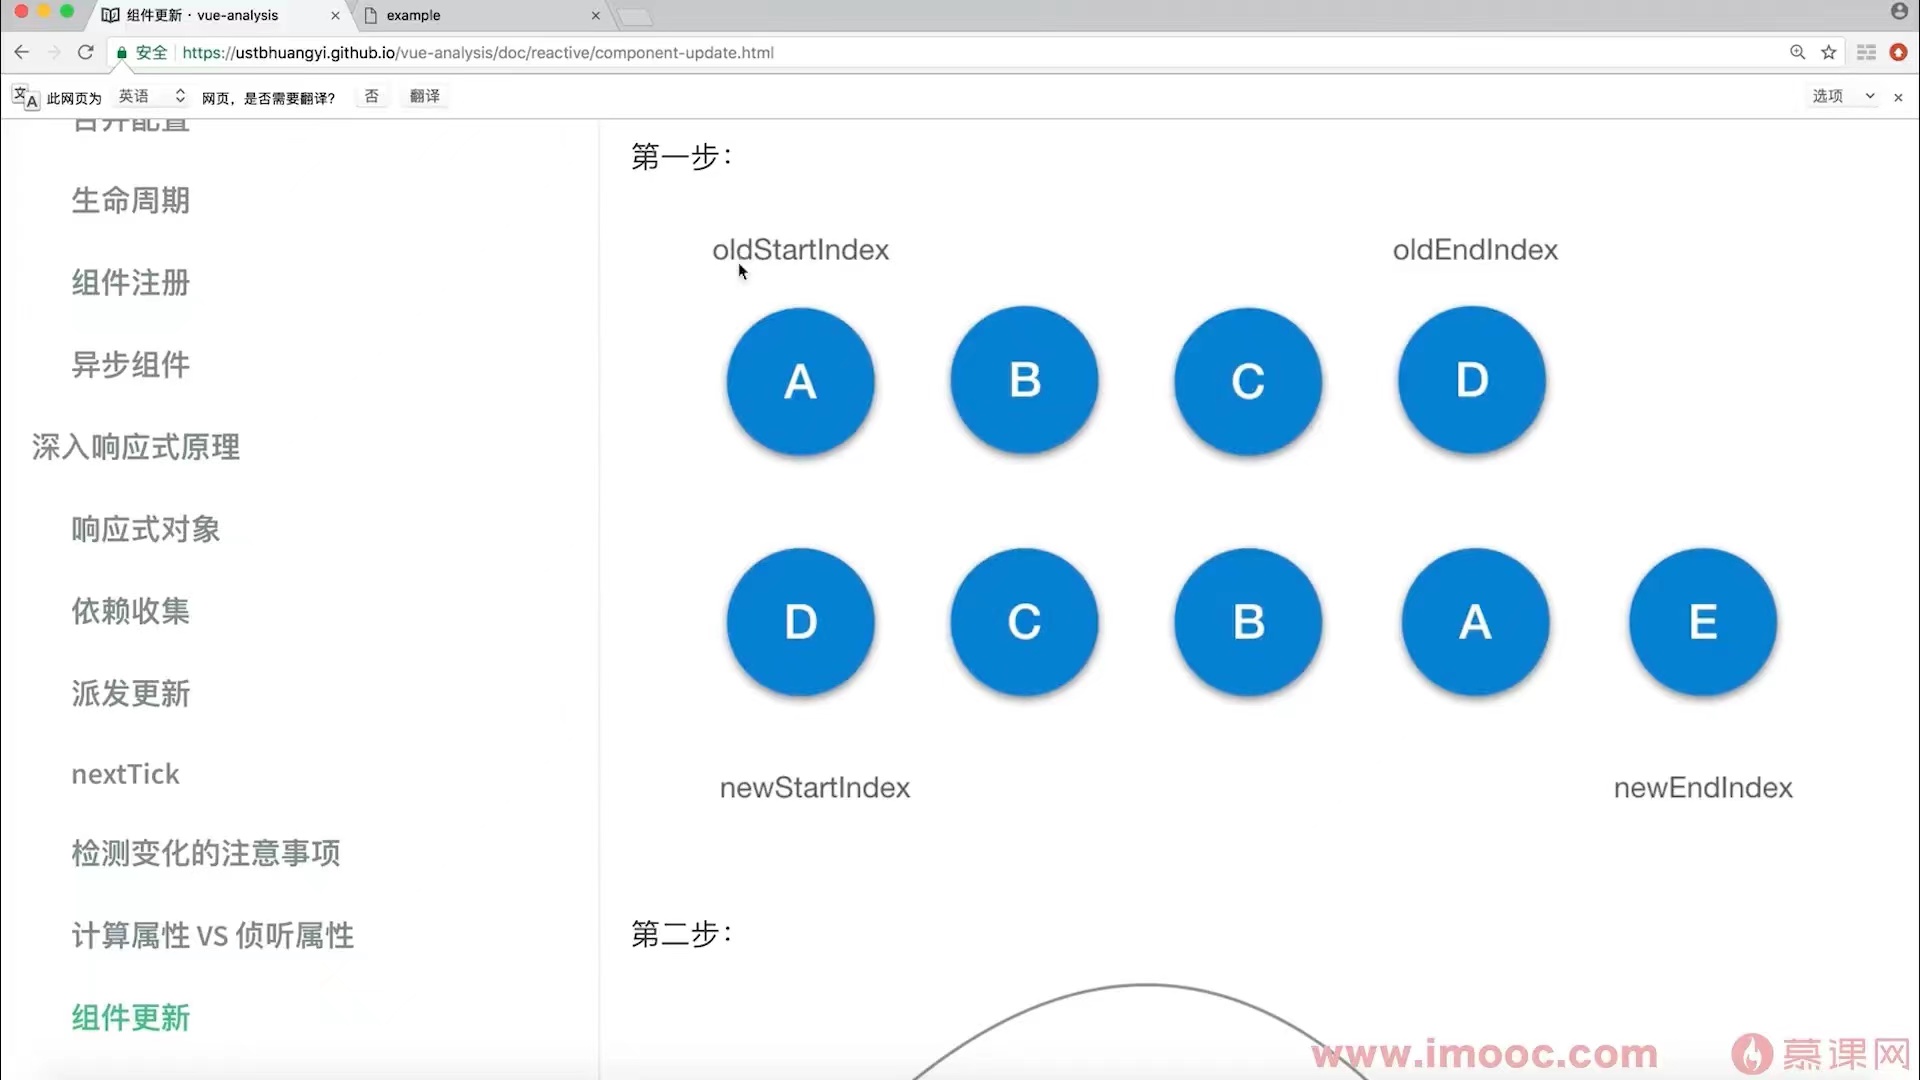 组件更新 · vue-analysis
example
安全
https://ustbhuangyi.github.io/vue-analysis/doc/reactive/component-update.html
此网页为 英语 网页，是否需要翻译？ 否 翻译 选项
合并配置
生命周期
组件注册
异步组件
深入响应式原理
响应式对象
依赖收集
派发更新
nextTick
检测变化的注意事项
计算属性 VS 侦听属性
组件更新
第一步：
oldStartIndex oldEndIndex
A B C D
D C B A E
newStartIndex newEndIndex
第二步：
www.imooc.com 慕课网